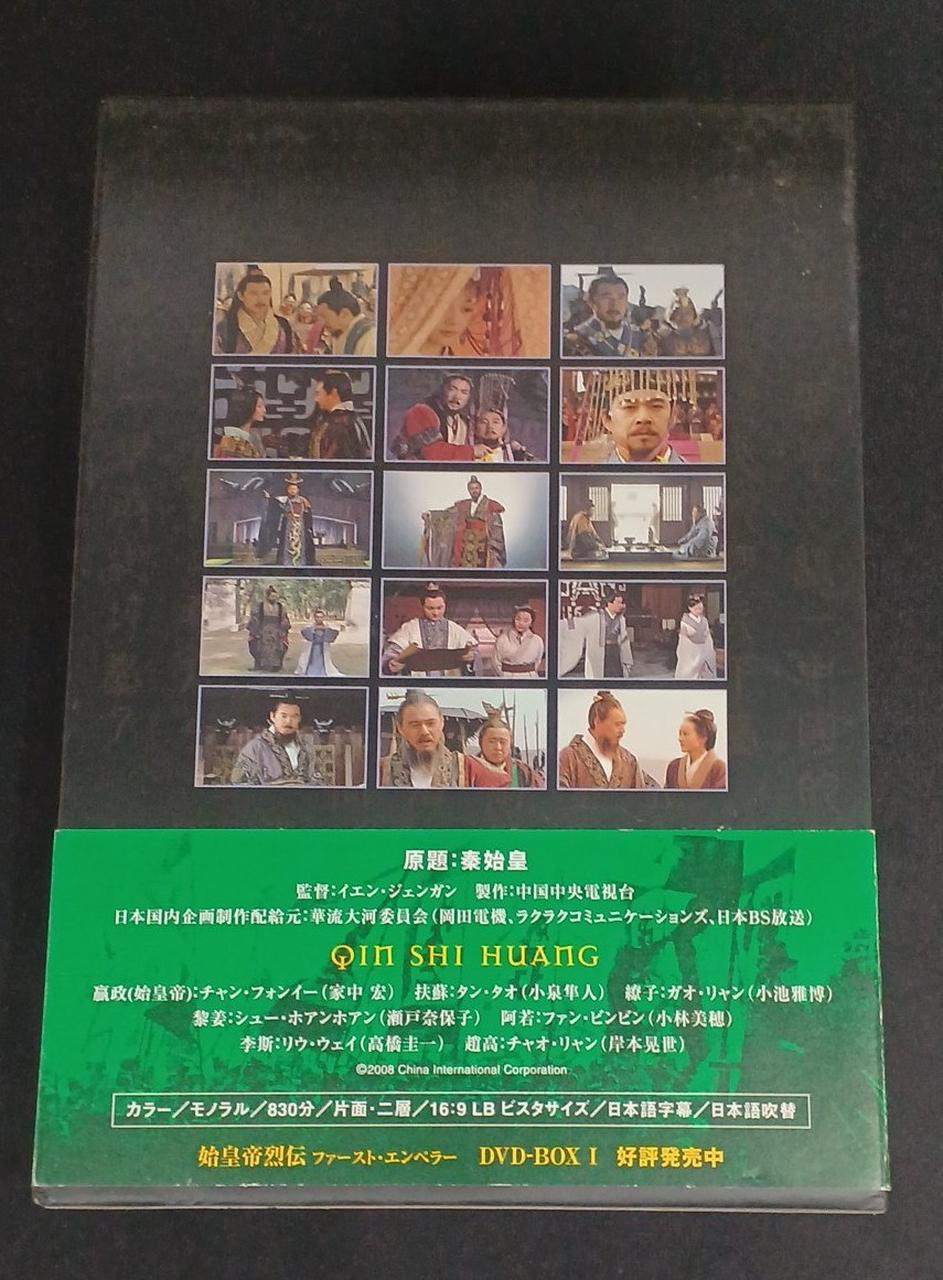 原題：秦始皇
監督：イエン・ジェンガン　製作：中国中央電視台
日本国内企画制作配給元：華流大河委員会（岡田電機、ラクラクコミュニケーションズ、日本BS放送）
QIN SHI HUANG
嬴政(始皇帝)：チャン・フォンイー（家中 宏）　扶蘇：タン・タオ（小泉隼人）　繚子：ガオ・リャン（小池雅博）
黎姜：シュー・ホアンホアン（瀬戸奈保子）　阿若：ファン・ビンビン（小林美穂）
李斯：リウ・ウェイ（高橋圭一）　趙高：チャオ・リャン（岸本晃世）
©2008 China International Corporation
カラー／モノラル／830分／片面・二層／16:9 LB ビスタサイズ／日本語字幕／日本語吹替
始皇帝烈伝 ファースト・エンペラー　DVD-BOX I　好評発売中